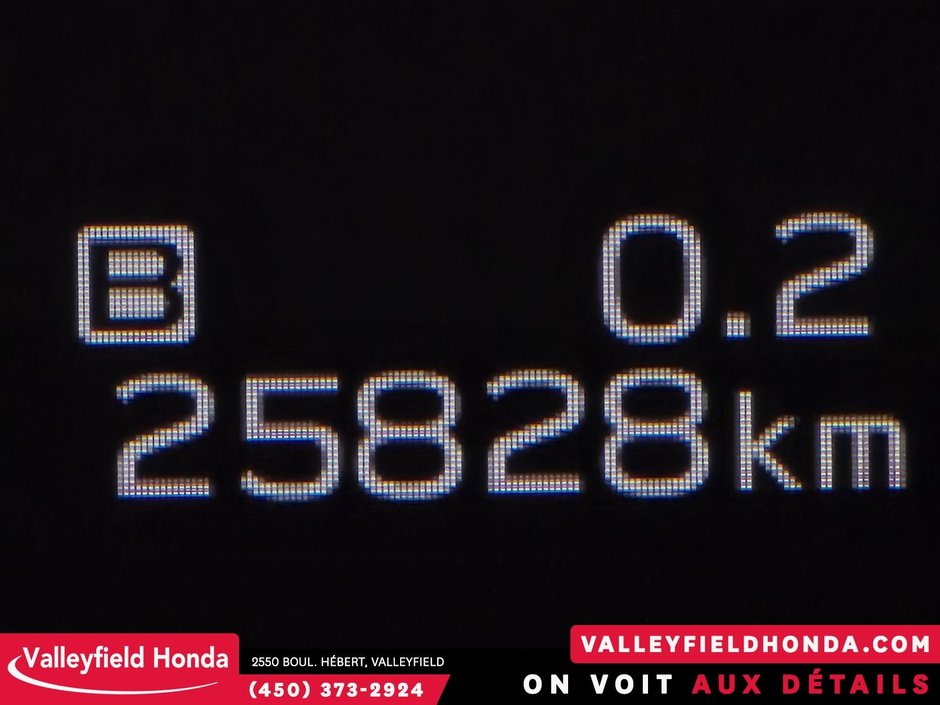 B 0.2
25828km
Valleyfield Honda
2550 BOUL. HÉBERT, VALLEYFIELD
(450) 373-2924
VALLEYFIELDHONDA.COM
ON VOIT AUX DÉTAILS